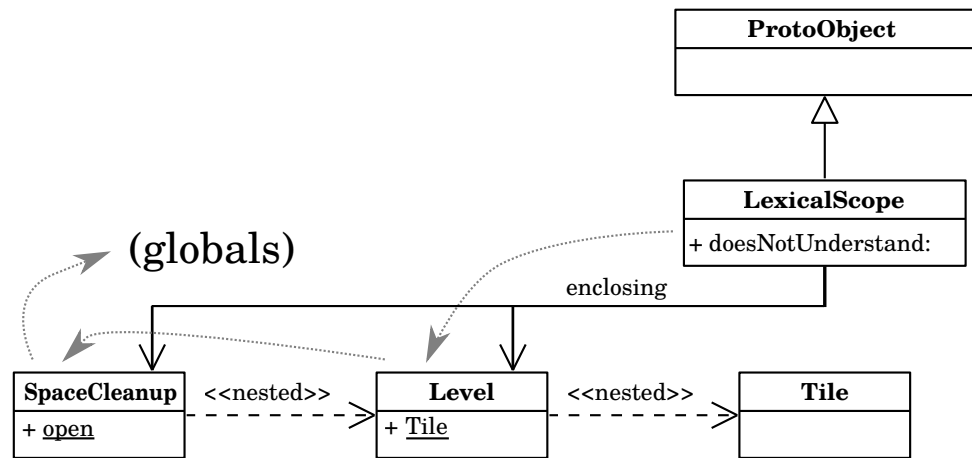 ProtoObject
LexicalScope
+ doesNotUnderstand:
(globals)
enclosing
SpaceCleanup
+ open
<<nested>>
Level
+ Tile
<<nested>>
Tile